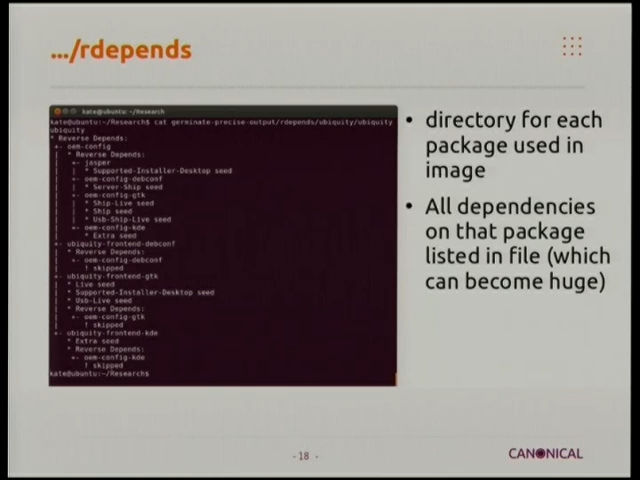 .../rdepends
kate@ubuntu: ~/Research
kate@ubuntu:~/Research$ cat germinate-precise-output/rdepends/ubiquity/ubiquity
ubiquity
* Reverse Depends:
+- oem-config
| * Reverse Depends:
| +- jasper
| | * Supported-Installer-Desktop seed
| +- oem-config-debconf
| | * Server-Ship seed
| +- oem-config-gtk
| | * Ship-Live seed
| | * Ship seed
| | * Usb-Ship-Live seed
| +- oem-config-kde
| * Extra seed
+- ubiquity-frontend-debconf
| * Reverse Depends:
| +- oem-config-debconf
| ! skipped
+- ubiquity-frontend-gtk
| * Live seed
| * Supported-Installer-Desktop seed
| * Usb-Live seed
| * Reverse Depends:
| +- oem-config-gtk
| ! skipped
+- ubiquity-frontend-kde
* Extra seed
* Reverse Depends:
+- oem-config-kde
! skipped
kate@ubuntu:~/Research$
• directory for each
package used in
image
• All dependencies
on that package
listed in file (which
can become huge)
- 18 -
CANONICAL